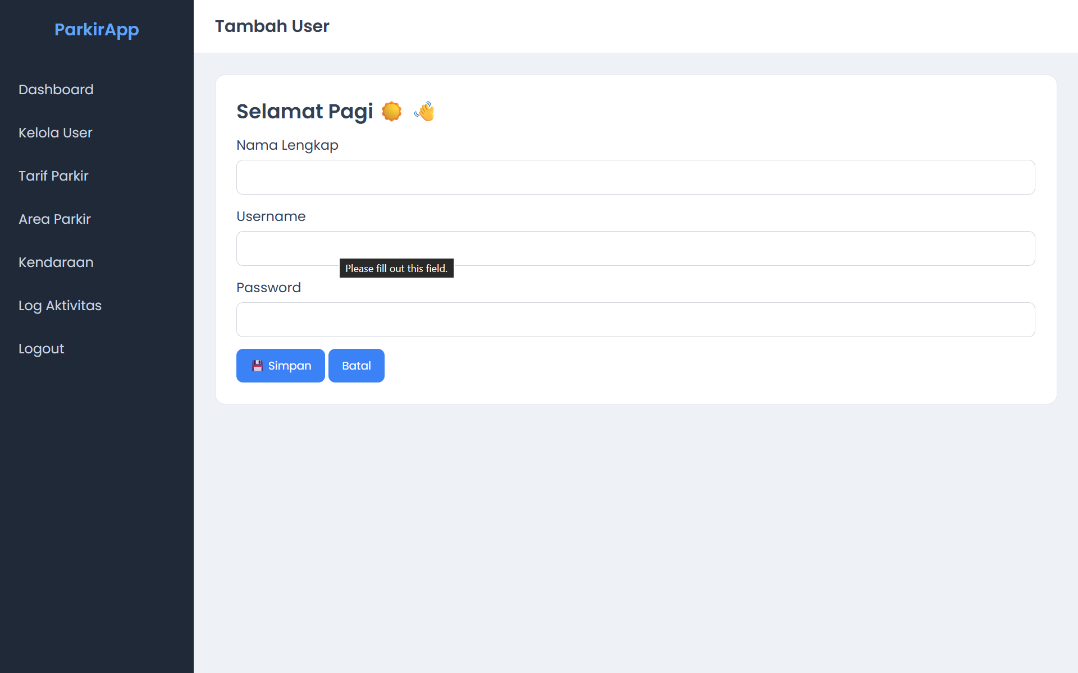 ParkirApp
Dashboard
Kelola User
Tarif Parkir
Area Parkir
Kendaraan
Log Aktivitas
Logout
Tambah User
Selamat Pagi 🌞 👋
Nama Lengkap
Username
Please fill out this field.
Password
💾 Simpan
Batal